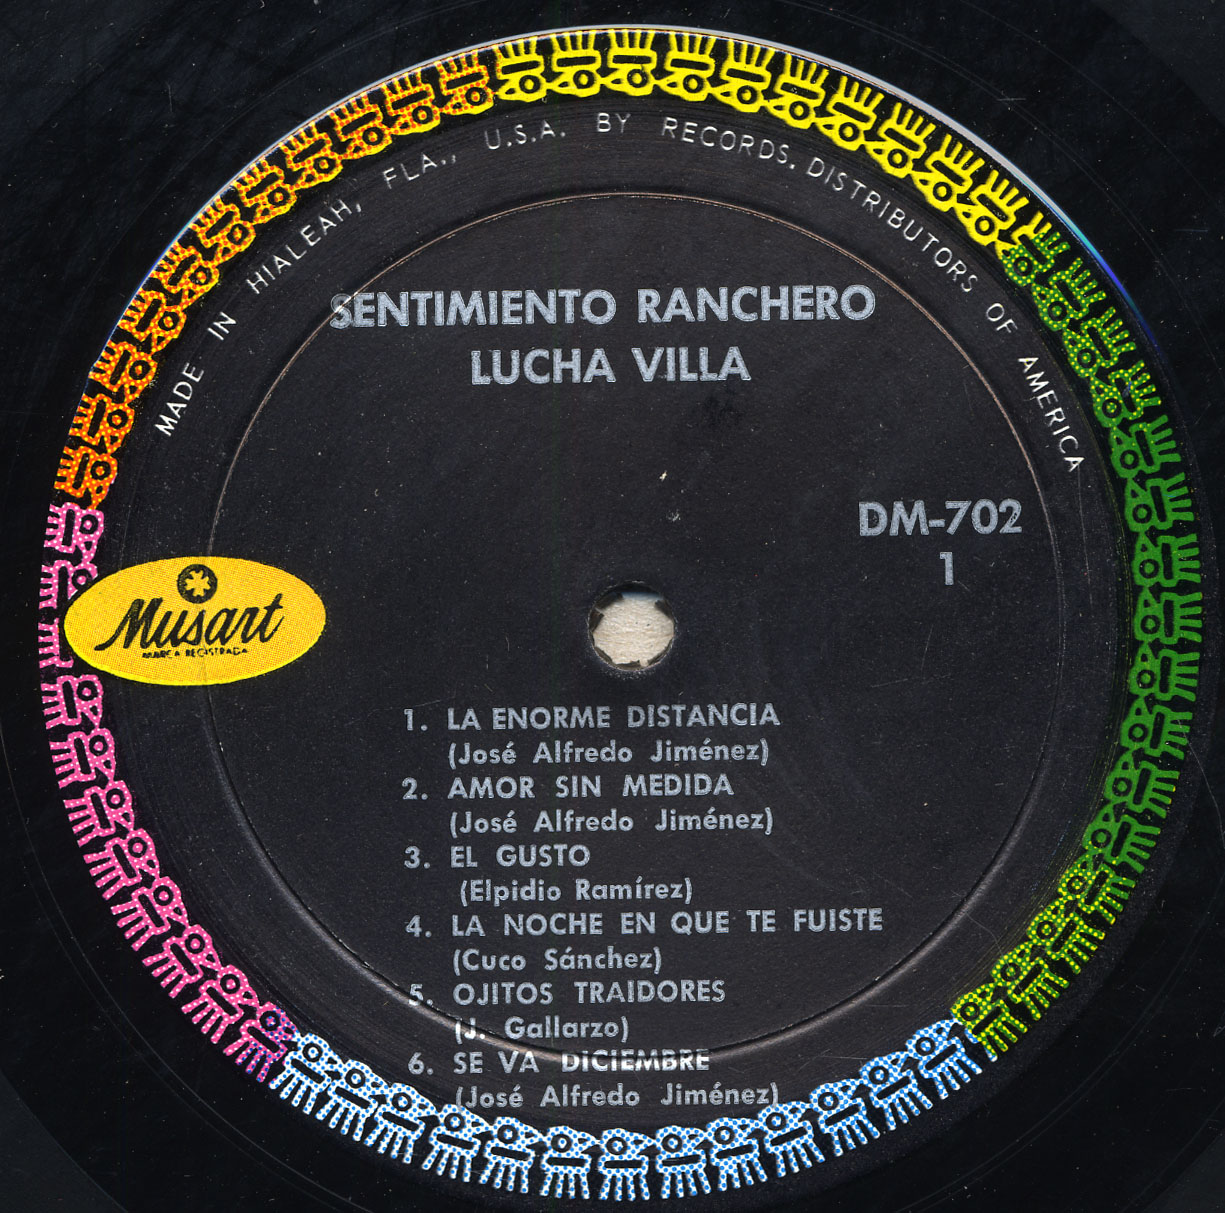 MADE IN HIALEAH, FLA., U.S.A. BY RECORDS. DISTRIBUTORS OF AMERICA
SENTIMIENTO RANCHERO
LUCHA VILLA
DM-702
1
Musart
MARCA REGISTRADA
1. LA ENORME DISTANCIA
(José Alfredo Jiménez)
2. AMOR SIN MEDIDA
(José Alfredo Jiménez)
3. EL GUSTO
(Elpidio Ramírez)
4. LA NOCHE EN QUE TE FUISTE
(Cuco Sánchez)
5. OJITOS TRAIDORES
(J. Gallarzo)
6. SE VA DICIEMBRE
(José Alfredo Jiménez)